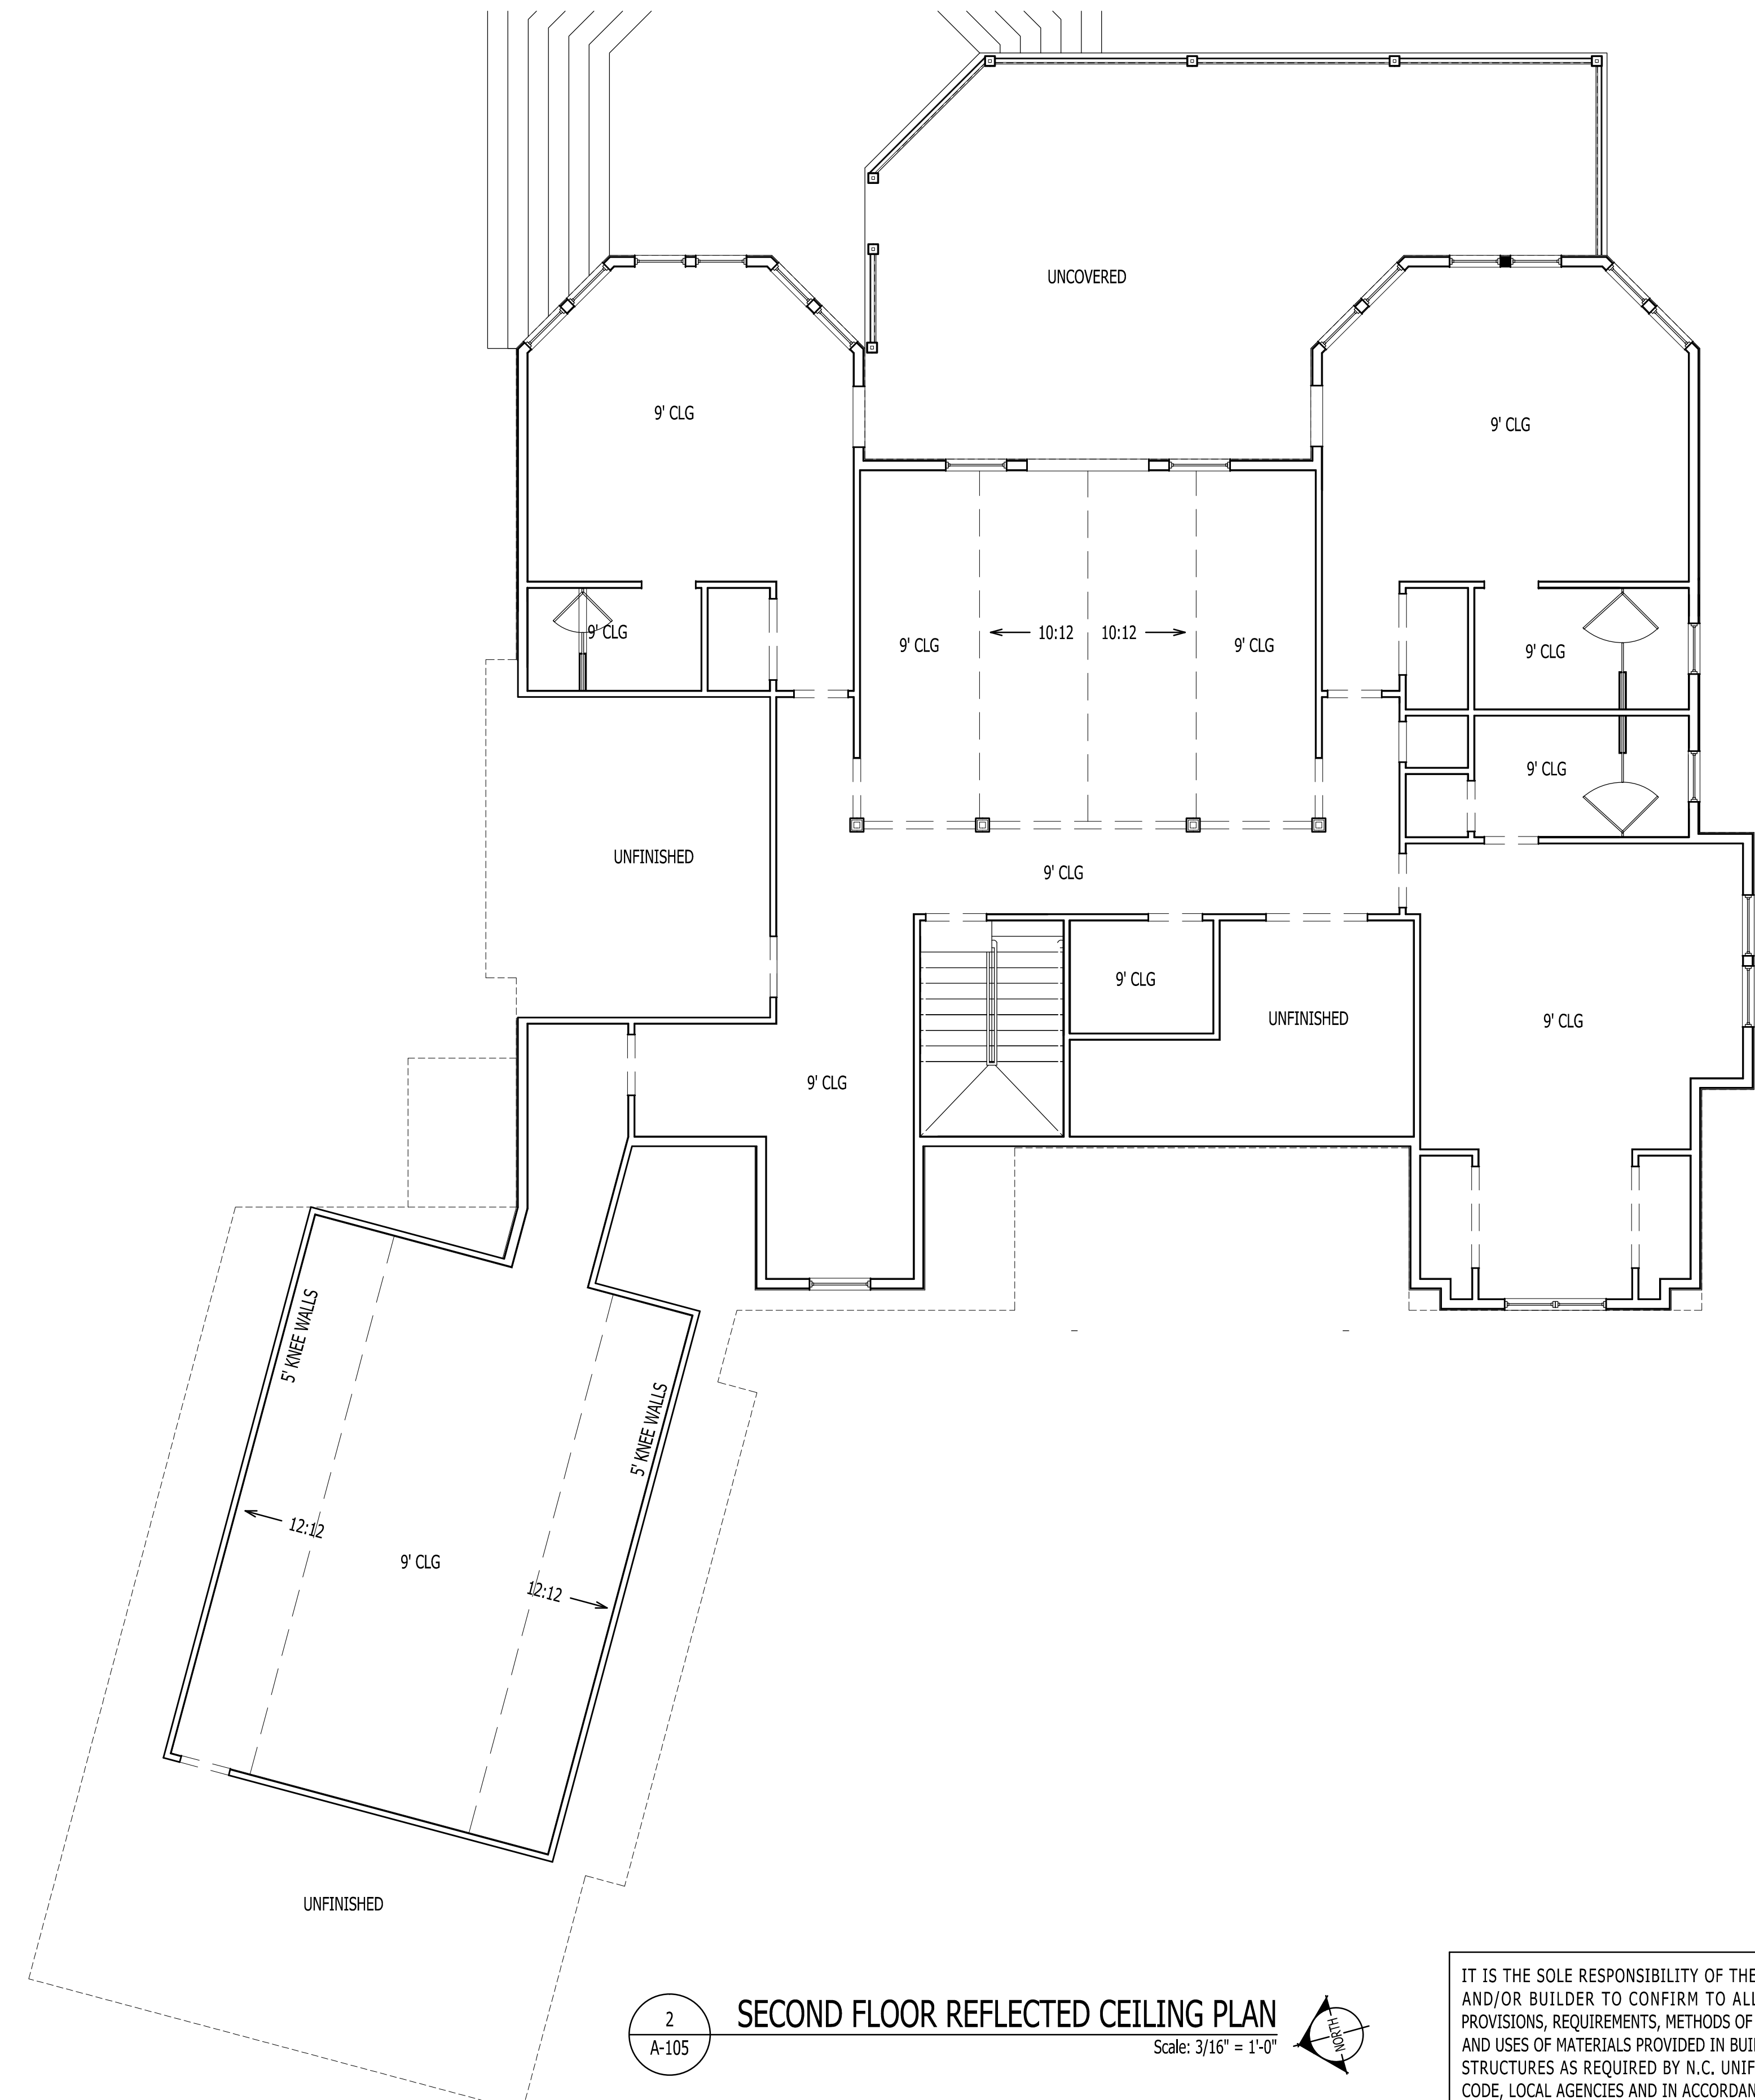 UNCOVERED
9' CLG
9' CLG
9' CLG
9' CLG
10:12
10:12
9' CLG
9' CLG
9' CLG
UNFINISHED
9' CLG
9' CLG
UNFINISHED
9' CLG
9' CLG
5' KNEE WALLS
5' KNEE WALLS
12:12
9' CLG
12:12
UNFINISHED
2
A-105
SECOND FLOOR REFLECTED CEILING PLAN
Scale: 3/16" = 1'-0"
NORTH
IT IS THE SOLE RESPONSIBILITY OF THE
AND/OR BUILDER TO CONFIRM TO ALL
PROVISIONS, REQUIREMENTS, METHODS OF
AND USES OF MATERIALS PROVIDED IN BUI
STRUCTURES AS REQUIRED BY N.C. UNIF
CODE, LOCAL AGENCIES AND IN ACCORDAN